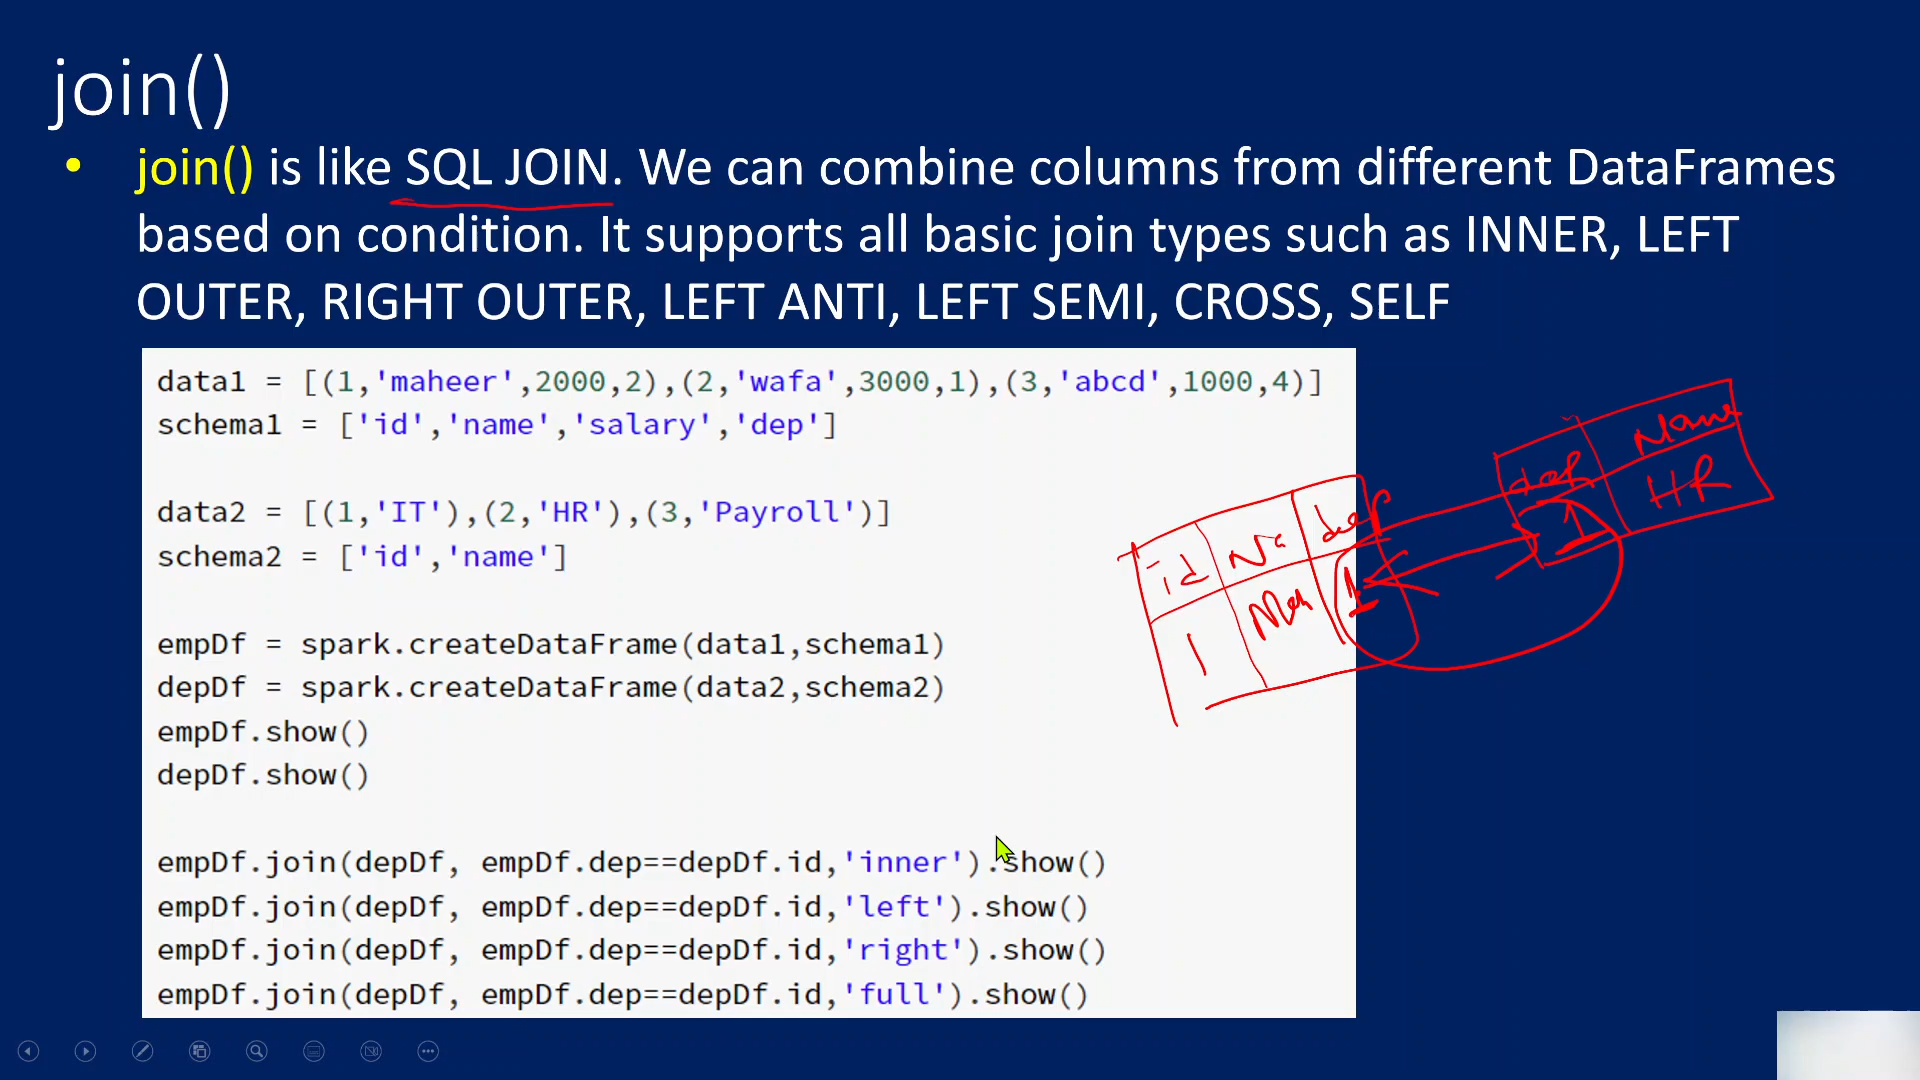 join()
• join() is like SQL JOIN. We can combine columns from different DataFrames
based on condition. It supports all basic join types such as INNER, LEFT
OUTER, RIGHT OUTER, LEFT ANTI, LEFT SEMI, CROSS, SELF
data1 = [(1,'maheer',2000,2),(2,'wafa',3000,1),(3,'abcd',1000,4)]
schema1 = ['id','name','salary','dep']
data2 = [(1,'IT'),(2,'HR'),(3,'Payroll')]
schema2 = ['id','name']
empDf = spark.createDataFrame(data1,schema1)
depDf = spark.createDataFrame(data2,schema2)
empDf.show()
depDf.show()
empDf.join(depDf, empDf.dep==depDf.id,'inner').show()
empDf.join(depDf, empDf.dep==depDf.id,'left').show()
empDf.join(depDf, empDf.dep==depDf.id,'right').show()
empDf.join(depDf, empDf.dep==depDf.id,'full').show()
id Na dep
1 Meh 1
dep Name
1 HR